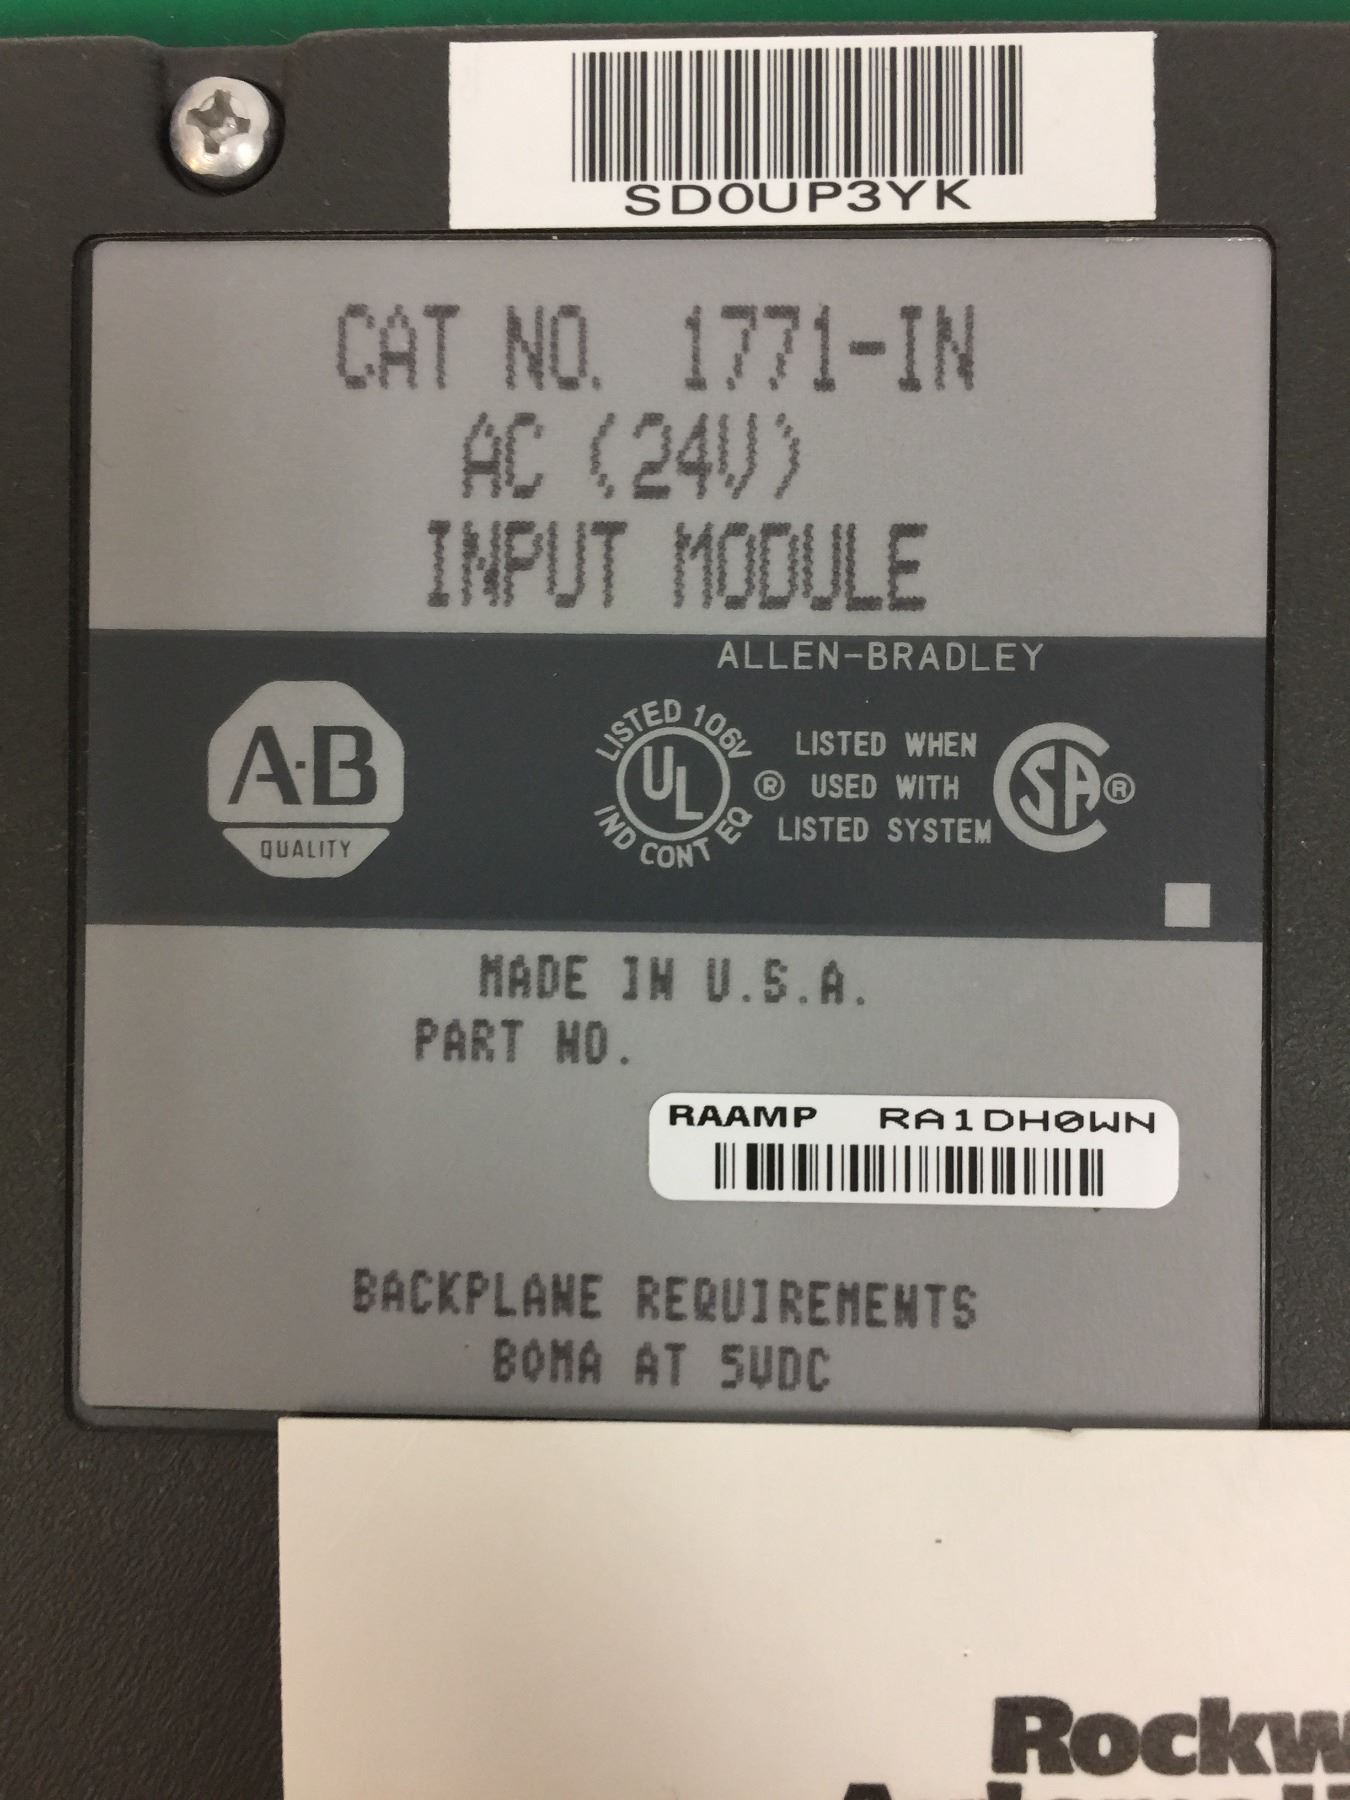 SD0UP3YK
CAT NO. 1771-IN
AC (24V)
INPUT MODULE
ALLEN-BRADLEY
A·B
QUALITY
LISTED 106V
UL
IND CONT EQ
®
LISTED WHEN
USED WITH
LISTED SYSTEM
SA ®
MADE IN U.S.A.
PART NO.
RAAMP RA1DH0WN
BACKPLANE REQUIREMENTS
80MA AT 5VDC
Rockw